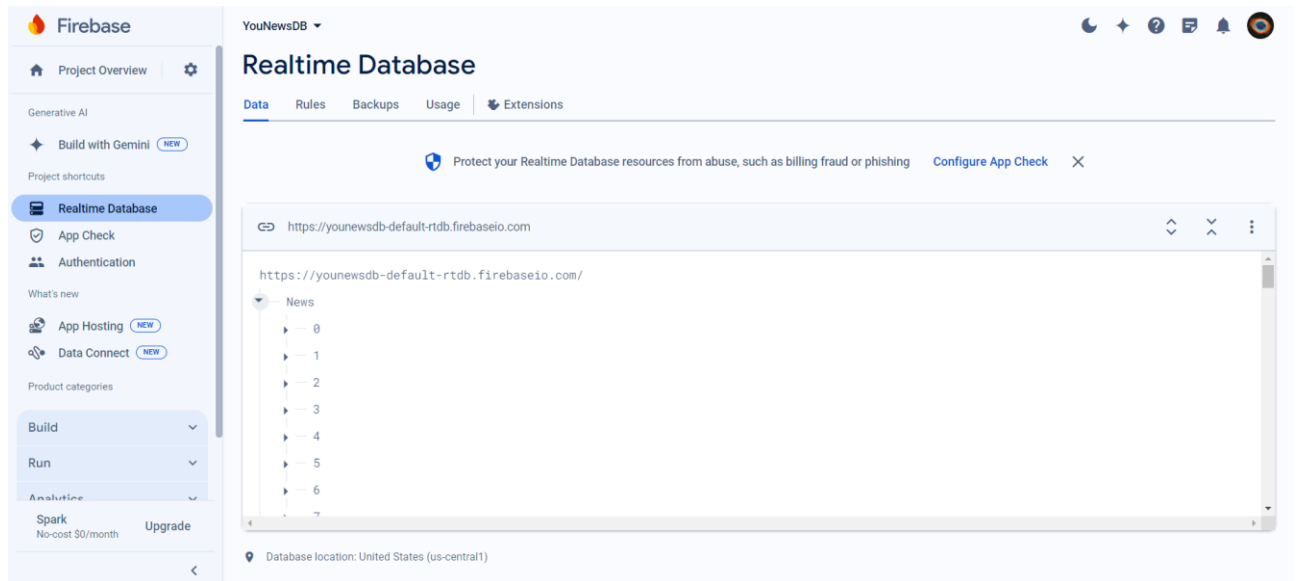 Firebase
Project Overview
Generative AI
Build with Gemini NEW
Project shortcuts
Realtime Database
App Check
Authentication
What's new
App Hosting NEW
Data Connect NEW
Product categories
Build
Run
Analytics
Spark
No-cost $0/month
Upgrade
YouNewsDB
Realtime Database
Data Rules Backups Usage Extensions
Protect your Realtime Database resources from abuse, such as billing fraud or phishing Configure App Check
https://younewsdb-default-rtdb.firebaseio.com
https://younewsdb-default-rtdb.firebaseio.com/
News
0
1
2
3
4
5
6
7
Database location: United States (us-central1)